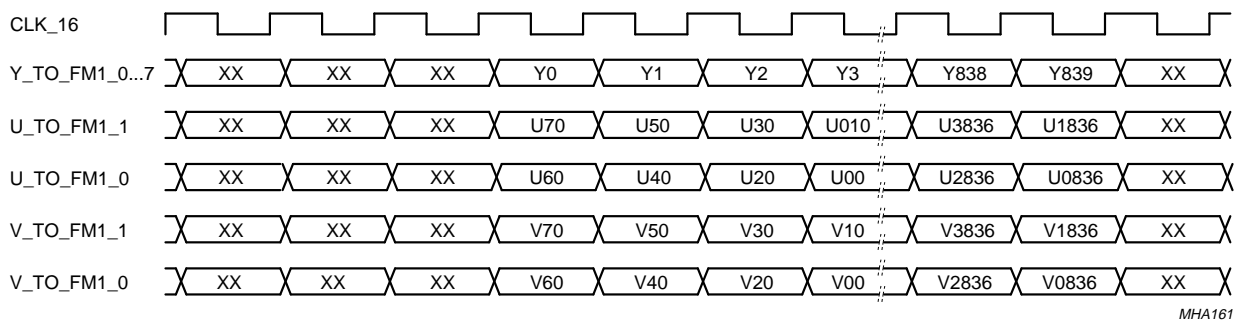 CLK_16
Y_TO_FM1_0...7 XX XX XX Y0 Y1 Y2 Y3 Y838 Y839 XX
U_TO_FM1_1 XX XX XX U70 U50 U30 U010 U3836 U1836 XX
U_TO_FM1_0 XX XX XX U60 U40 U20 U00 U2836 U0836 XX
V_TO_FM1_1 XX XX XX V70 V50 V30 V10 V3836 V1836 XX
V_TO_FM1_0 XX XX XX V60 V40 V20 V00 V2836 V0836 XX
MHA161